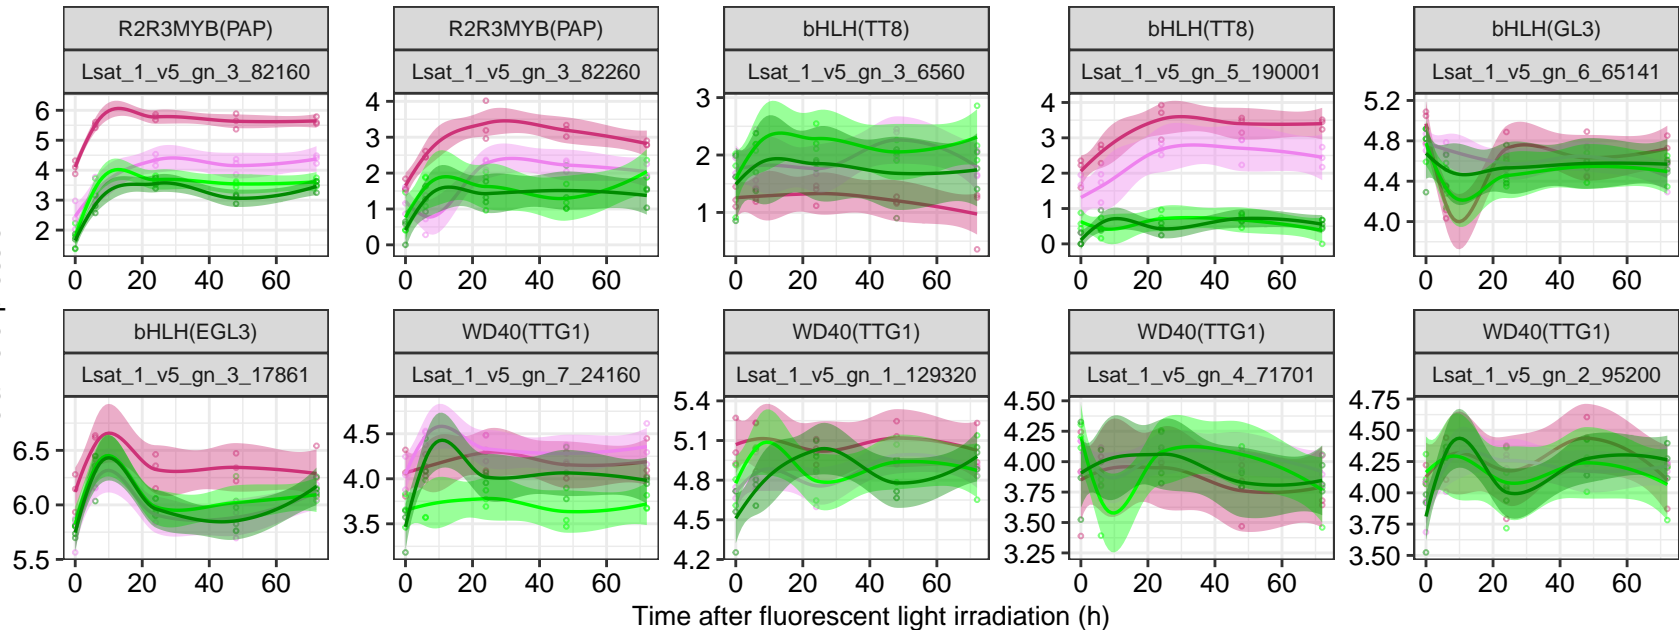 R2R3MYB(PAP) R2R3MYB(PAP) bHLH(TT8) bHLH(TT8) bHLH(GL3)
Lsat_1_v5_gn_3_82160 Lsat_1_v5_gn_3_82260 Lsat_1_v5_gn_3_6560 Lsat_1_v5_gn_5_190001 Lsat_1_v5_gn_6_65141
6 5 4 3 2
4 3 2 1 0
3 2 1
4 3 2 1 0
5.2 4.8 4.4 4.0
0 20 40 60 0 20 40 60 0 20 40 60 0 20 40 60 0 20 40 60
bHLH(EGL3) WD40(TTG1) WD40(TTG1) WD40(TTG1) WD40(TTG1)
Lsat_1_v5_gn_3_17861 Lsat_1_v5_gn_7_24160 Lsat_1_v5_gn_1_129320 Lsat_1_v5_gn_4_71701 Lsat_1_v5_gn_2_95200
6.5 6.0 5.5
4.5 4.0 3.5
5.4 5.1 4.8 4.5 4.2
4.50 4.25 4.00 3.75 3.50 3.25
4.75 4.50 4.25 4.00 3.75 3.50
0 20 40 60 0 20 40 60 0 20 40 60 0 20 40 60 0 20 40 60
Time after fluorescent light irradiation (h)